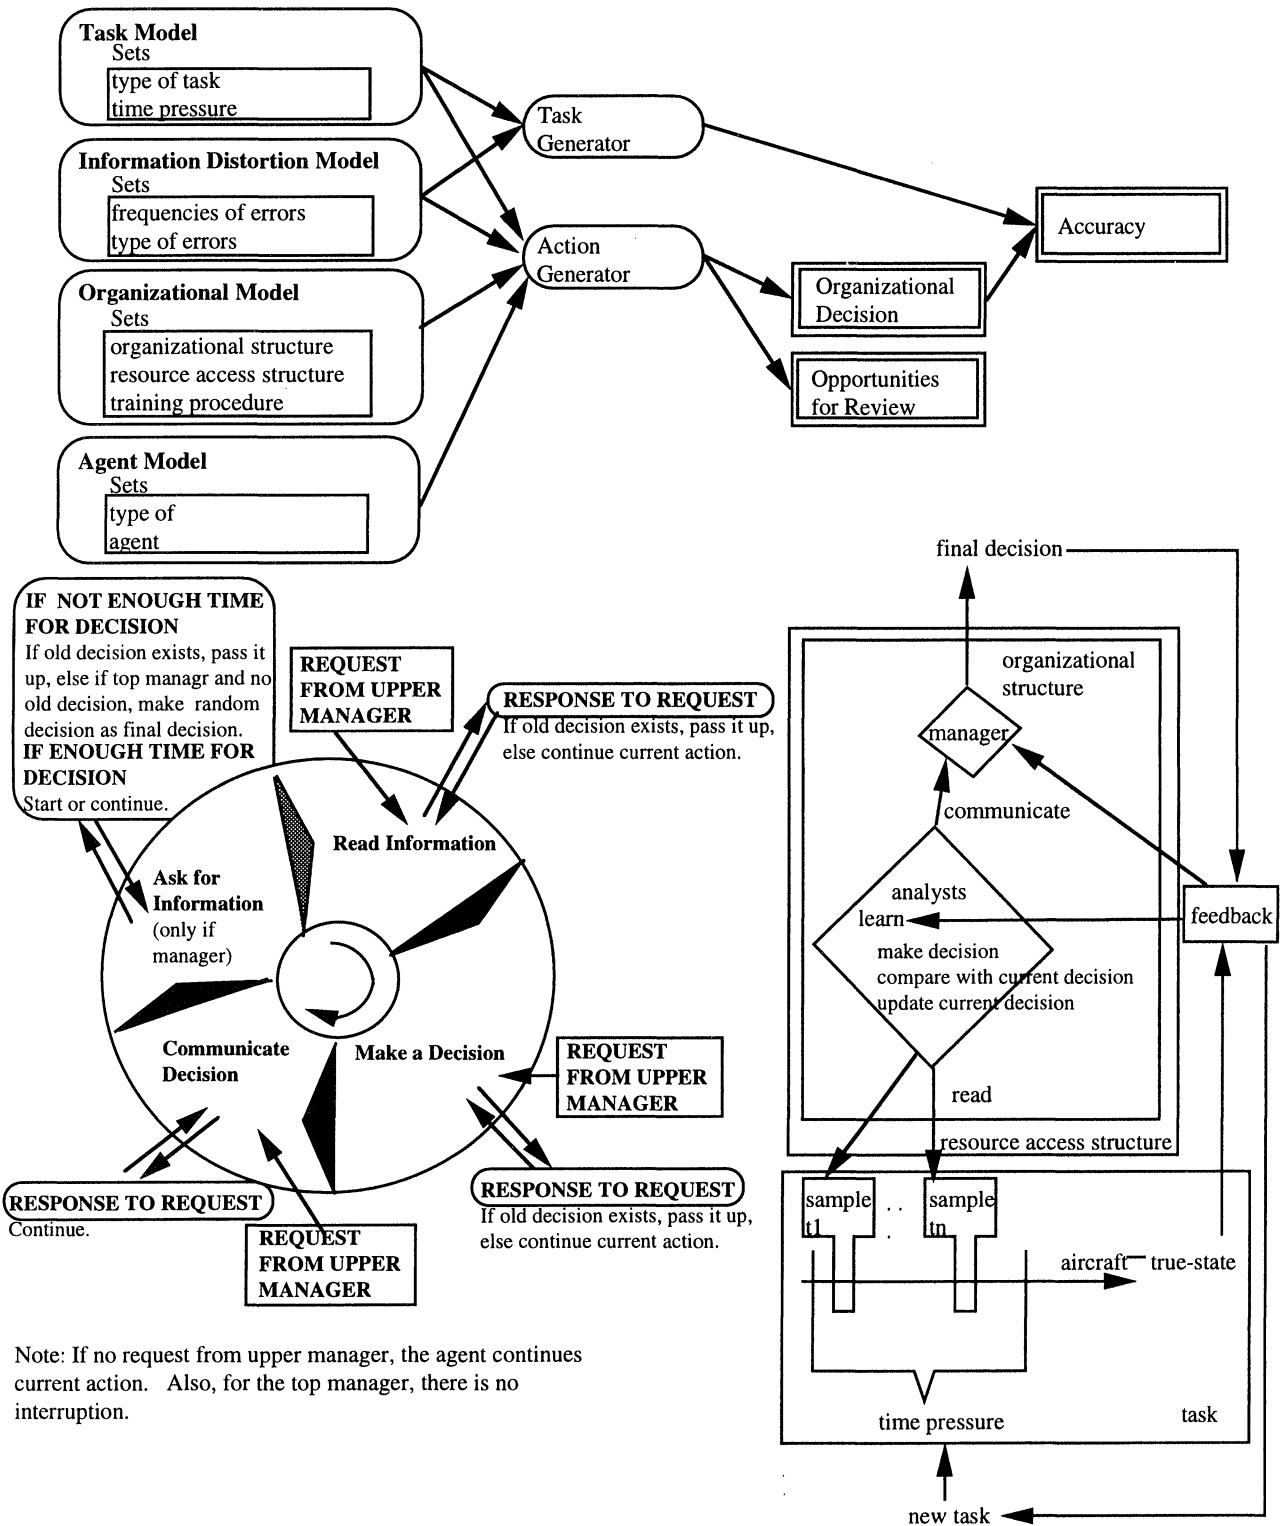 Task Model
Sets
type of task
time pressure
Information Distortion Model
Sets
frequencies of errors
type of errors
Organizational Model
Sets
organizational structure
resource access structure
training procedure
Agent Model
Sets
type of
agent
Task
Generator
Action
Generator
Accuracy
Organizational
Decision
Opportunities
for Review
IF NOT ENOUGH TIME
FOR DECISION
If old decision exists, pass it
up, else if top managr and no
old decision, make random
decision as final decision.
IF ENOUGH TIME FOR
DECISION
Start or continue.
REQUEST
FROM UPPER
MANAGER
RESPONSE TO REQUEST
If old decision exists, pass it up,
else continue current action.
Read Information
Ask for
Information
(only if
manager)
Communicate
Decision
Make a Decision
REQUEST
FROM UPPER
MANAGER
RESPONSE TO REQUEST
If old decision exists, pass it up,
else continue current action.
RESPONSE TO REQUEST
Continue.
REQUEST
FROM UPPER
MANAGER
Note: If no request from upper manager, the agent continues
current action. Also, for the top manager, there is no
interruption.
final decision
organizational
structure
manager
communicate
analysts
learn
make decision
compare with current decision
update current decision
feedback
read
resource access structure
sample
t1
. .
sample
tn
aircraft
true-state
time pressure
task
new task